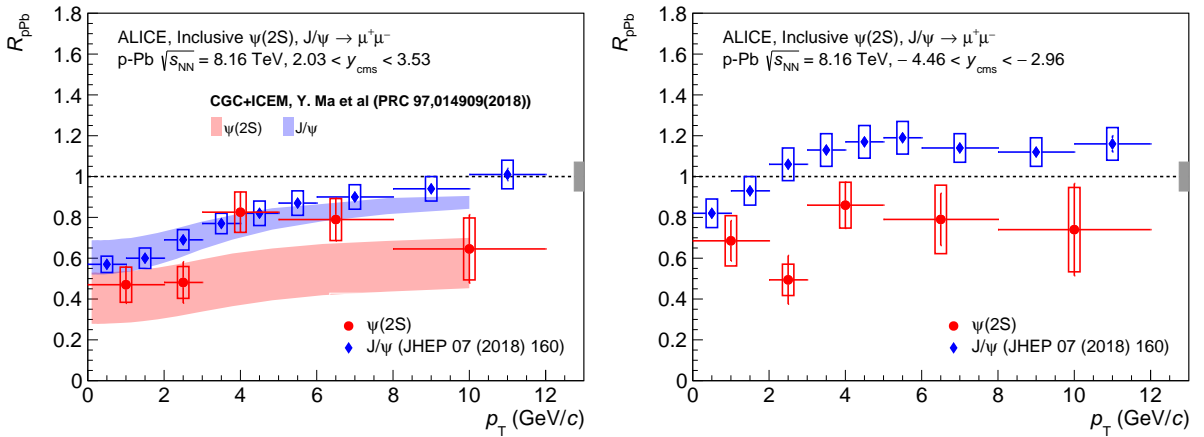 R_pPb
1.8
1.6
1.4
1.2
1
0.8
0.6
0.4
0.2
0
ALICE, Inclusive ψ(2S), J/ψ → μ⁺μ⁻
p-Pb √s_NN = 8.16 TeV, 2.03 < y_cms < 3.53
CGC+ICEM, Y. Ma et al (PRC 97,014909(2018))
ψ(2S) J/ψ
ψ(2S)
J/ψ (JHEP 07 (2018) 160)
0 2 4 6 8 10 12
p_T (GeV/c)
R_pPb
1.8
1.6
1.4
1.2
1
0.8
0.6
0.4
0.2
0
ALICE, Inclusive ψ(2S), J/ψ → μ⁺μ⁻
p-Pb √s_NN = 8.16 TeV, − 4.46 < y_cms < − 2.96
ψ(2S)
J/ψ (JHEP 07 (2018) 160)
0 2 4 6 8 10 12
p_T (GeV/c)